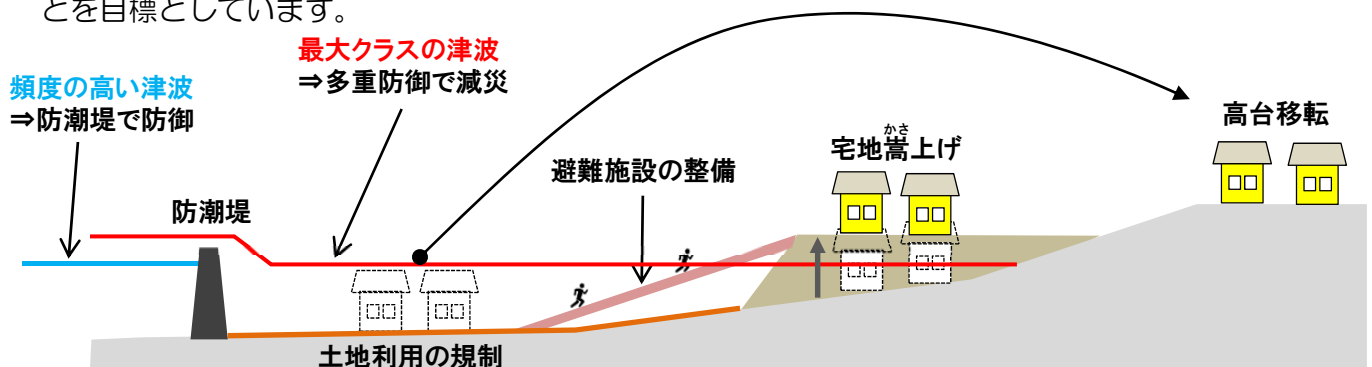 とを目標としています。
最大クラスの津波
⇒多重防御で減災
頻度の高い津波
⇒防潮堤で防御
高台移転
かさ
宅地嵩上げ
避難施設の整備
防潮堤
土地利用の規制